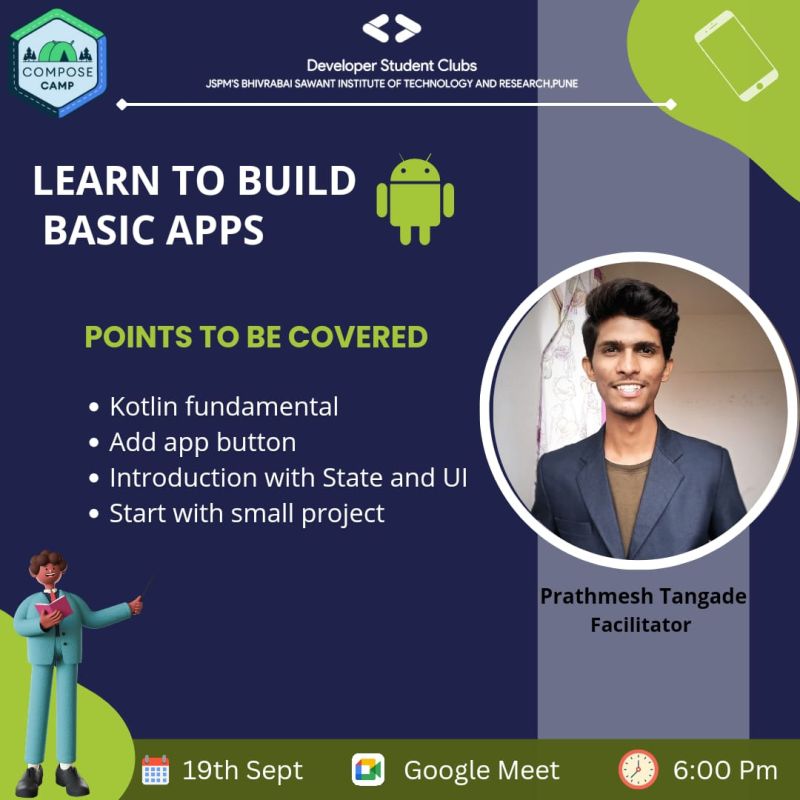 COMPOSE
CAMP
Developer Student Clubs
JSPM'S BHIVRABAI SAWANT INSTITUTE OF TECHNOLOGY AND RESEARCH,PUNE
LEARN TO BUILD
BASIC APPS
POINTS TO BE COVERED
• Kotlin fundamental
• Add app button
• Introduction with State and UI
• Start with small project
Prathmesh Tangade
Facilitator
19th Sept
Google Meet
6:00 Pm